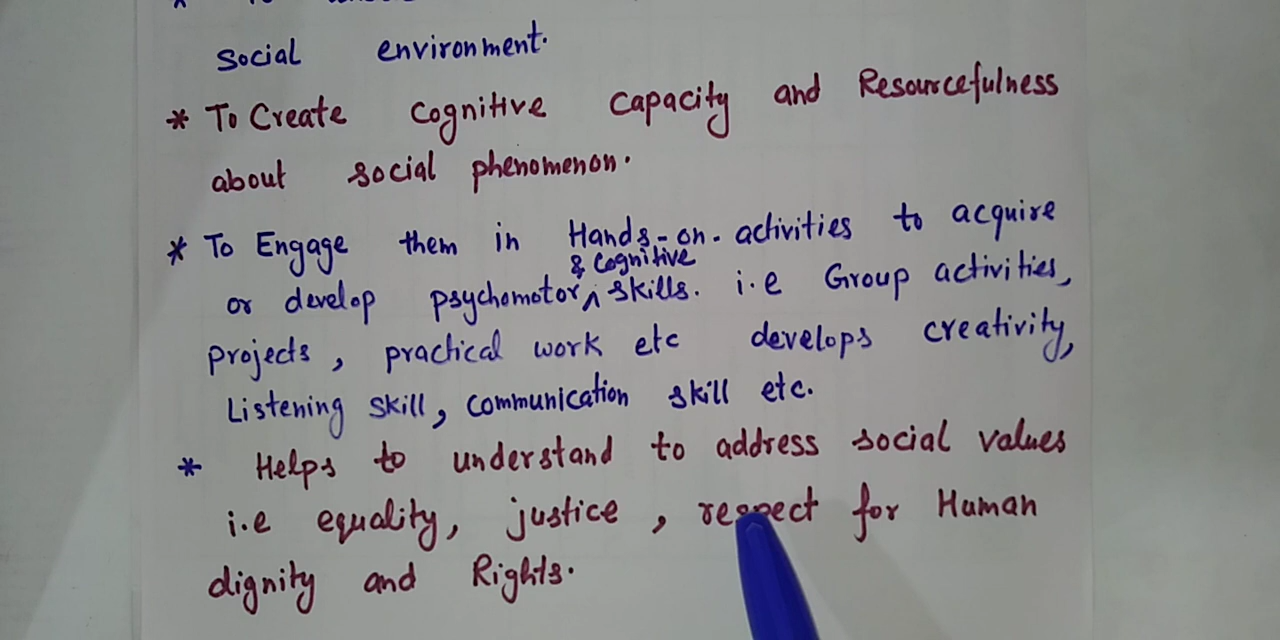 * To
social environment.
* To Create cognitive capacity and Resourcefulness
about social phenomenon.
* To Engage them in Hands-on-activities to acquire
& cognitive
or develop psychomotor ^ skills. i.e Group activities,
projects, practical work etc develops creativity,
Listening skill, communication skill etc.
* Helps to understand to address social values
i.e equality, justice, respect for Human
dignity and Rights.